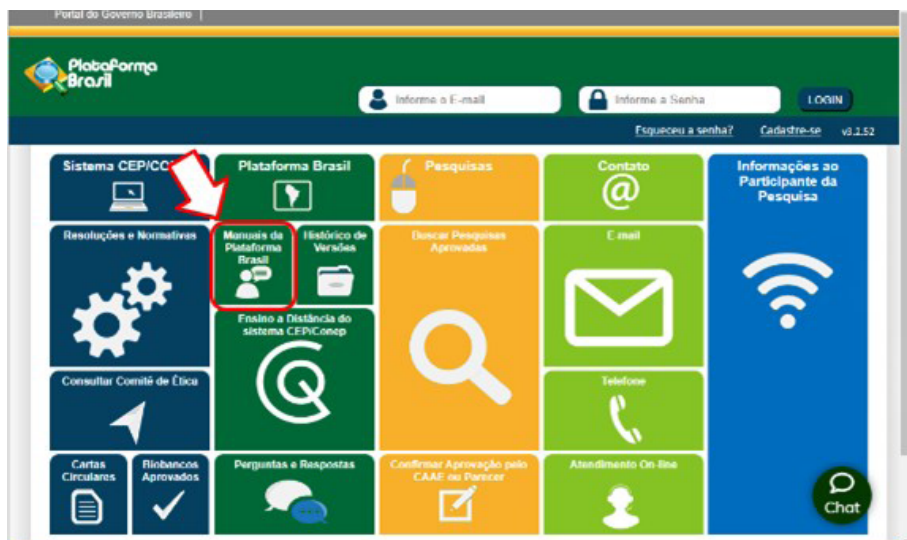 Portal do Governo Brasileiro |
Plataforma
Brasil
Informe o E-mail
Informe a Senha
LOGIN
Esqueceu a senha?
Cadastre-se
v3.2.52
Sistema
Plataforma Brasil
Pesquisas
Contato
@
Informações ao
Participante da
Pesquisa
Resoluções e Normativas
Manuais da
Plataforma
Brasil
Histórico de
Versões
Buscar Pesquisas
Aprovadas
E-mail
Ensino a Distância do
sistema CEP/Conep
Consultar Comitê de Ética
Telefone
Cartas
Circulares
Biobancos
Aprovados
Perguntas e Respostas
Confirmar Aprovação pelo
CAAE ou Parecer
Atendimento On-line
Chat